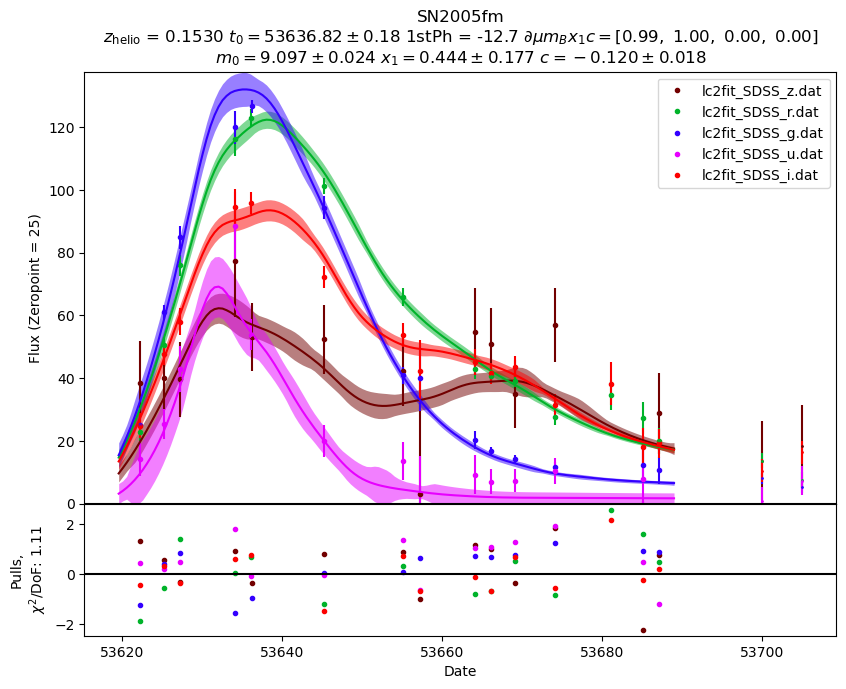 SN2005fm
z_helio = 0.1530 t_0 = 53636.82 ± 0.18 1stPh = -12.7 ∂μm_Bx_1c = [0.99, 1.00, 0.00, 0.00]
m_0 = 9.097 ± 0.024 x_1 = 0.444 ± 0.177 c = −0.120 ± 0.018
lc2fit_SDSS_z.dat
lc2fit_SDSS_r.dat
lc2fit_SDSS_g.dat
lc2fit_SDSS_u.dat
lc2fit_SDSS_i.dat
Flux (Zeropoint = 25)
120
100
80
60
40
20
0
Pulls,
χ²/DoF: 1.11
2
0
−2
53620 53640 53660 53680 53700
Date